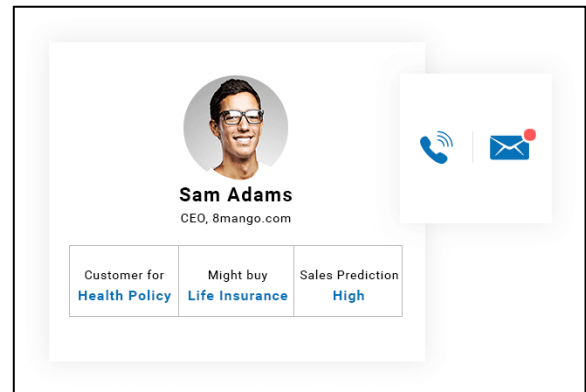 Sam Adams
CEO, 8mango.com
Customer for
Health Policy
Might buy
Life Insurance
Sales Prediction
High